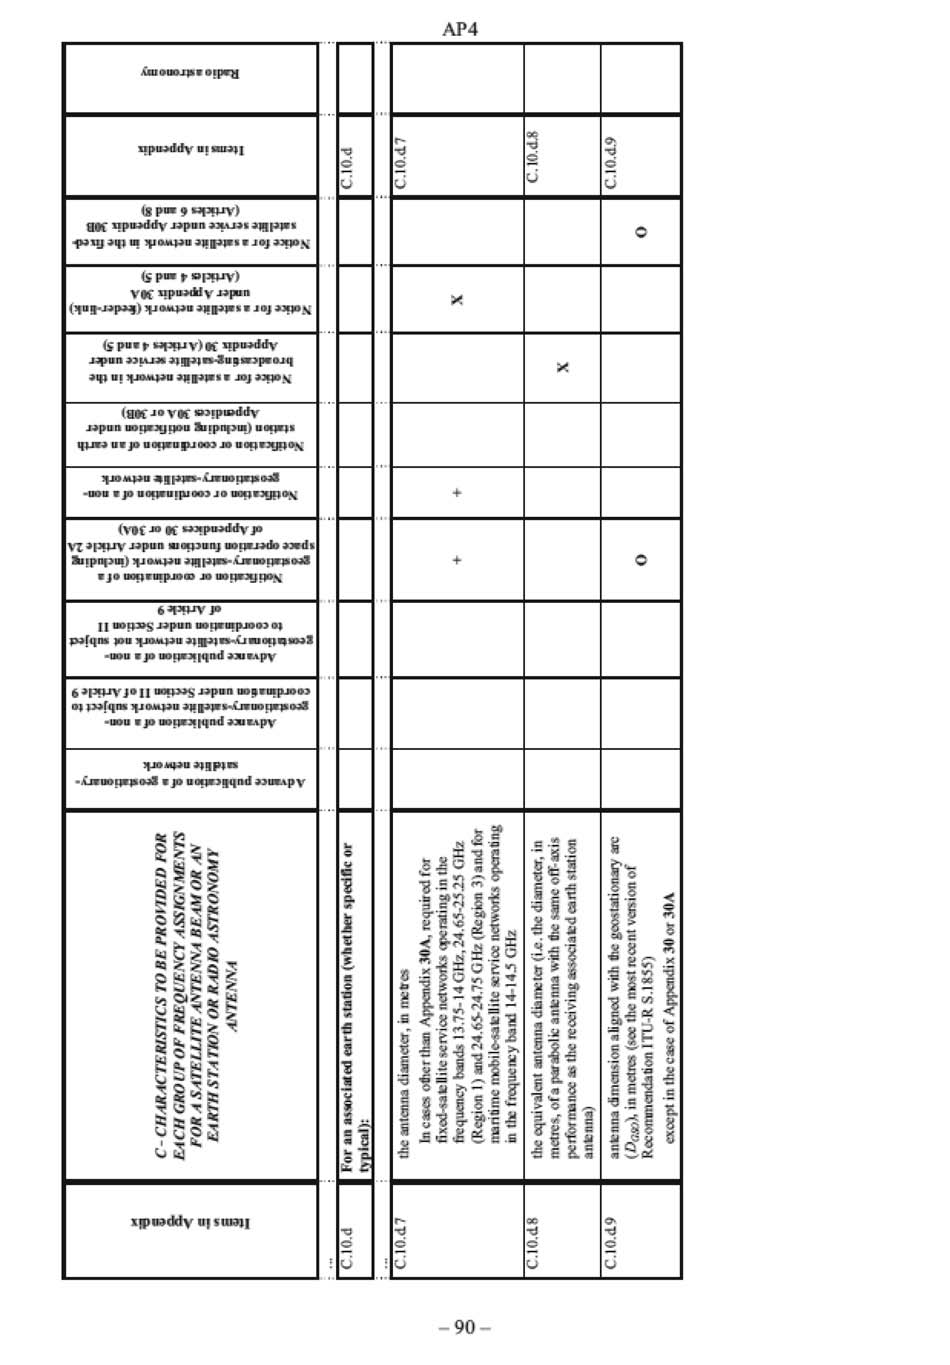 AP4
Items in Appendix
C – CHARACTERISTICS TO BE PROVIDED FOR
EACH GROUP OF FREQUENCY ASSIGNMENTS
FOR A SATELLITE ANTENNA BEAM OR AN
EARTH STATION OR RADIO ASTRONOMY
ANTENNA
Advance publication of a geostationary-
satellite network
Advance publication of a non-
geostationary-satellite network subject to
coordination under Section II of Article 9
Advance publication of a non-
geostationary-satellite network not subject
to coordination under Section II
of Article 9
Notification or coordination of a
geostationary-satellite network (including
space operation functions under Article 2A
of Appendices 30 or 30A)
Notification or coordination of a non-
geostationary-satellite network
Notification or coordination of an earth
station (including notification under
Appendices 30A or 30B)
Notice for a satellite network in the
broadcasting-satellite service under
Appendix 30 (Articles 4 and 5)
Notice for a satellite network (feeder-link)
under Appendix 30A
(Articles 4 and 5)
Notice for a satellite network in the fixed-
satellite service under Appendix 30B
(Articles 6 and 8)
Items in Appendix
Radio astronomy
...
C.10.d
For an associated earth station (whether specific or
typical):
C.10.d
...
C.10.d.7
the antenna diameter, in metres
In cases other than Appendix 30A, required for
fixed-satellite service networks operating in the
frequency bands 13.75-14 GHz, 24.65-25.25 GHz
(Region 1) and 24.65-24.75 GHz (Region 3) and for
maritime mobile-satellite service networks operating
in the frequency band 14-14.5 GHz
+
+
X
C.10.d.7
C.10.d.8
the equivalent antenna diameter (i.e. the diameter, in
metres, of a parabolic antenna with the same off-axis
performance as the receiving associated earth station
antenna)
X
C.10.d.8
C.10.d.9
antenna dimension aligned with the geostationary arc
(DGSO), in metres (see the most recent version of
Recommendation ITU-R S.1855)
except in the case of Appendix 30 or 30A
O
O
C.10.d.9
– 90 –